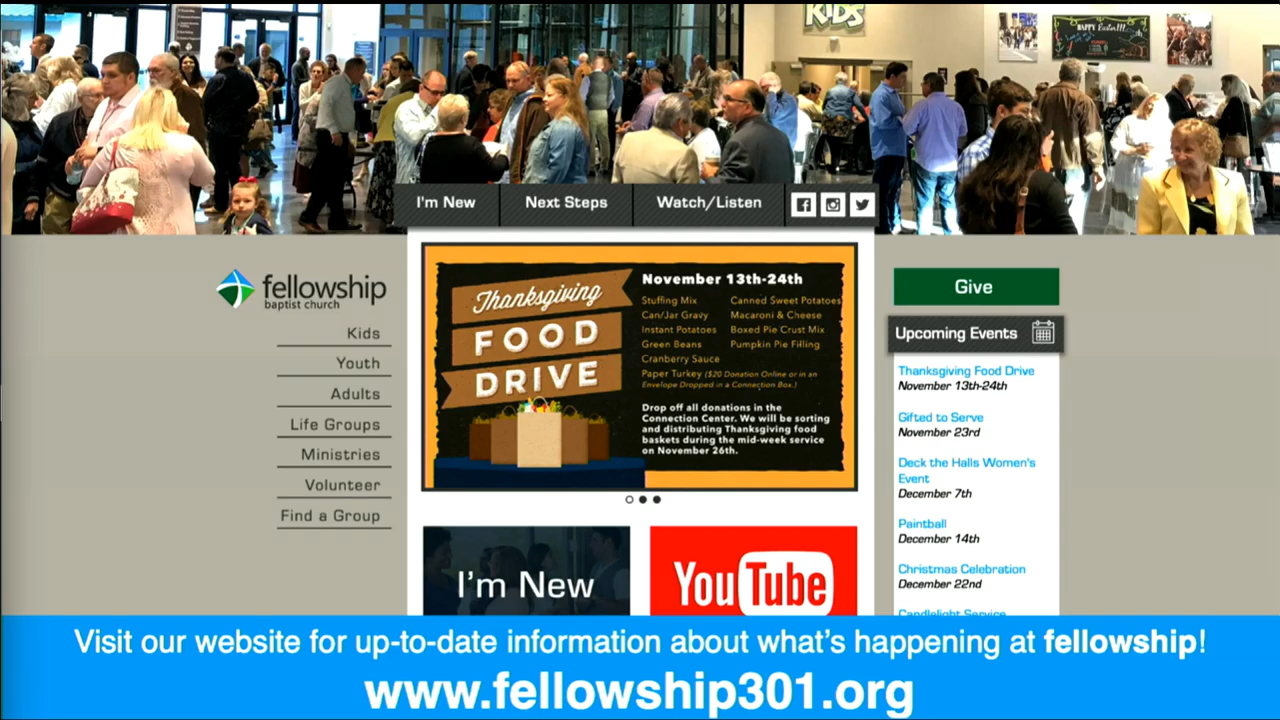 KIDS
HAPPY Easter!!!
I'm New
Next Steps
Watch/Listen
fellowship
baptist church
Kids
Youth
Adults
Life Groups
Ministries
Volunteer
Find a Group
Thanksgiving
FOOD
DRIVE
November 13th-24th
Stuffing Mix
Can/Jar Gravy
Instant Potatoes
Green Beans
Cranberry Sauce
Canned Sweet Potatoes
Macaroni & Cheese
Boxed Pie Crust Mix
Pumpkin Pie Filling
Paper Turkey ($20 Donation Online or in an
Envelope Dropped in a Connection Box.)
Drop off all donations in the
Connection Center. We will be sorting
and distributing Thanksgiving food
baskets during the mid-week service
on November 26th.
I'm New
YouTube
Give
Upcoming Events
Thanksgiving Food Drive
November 13th-24th
Gifted to Serve
November 23rd
Deck the Halls Women's
Event
December 7th
Paintball
December 14th
Christmas Celebration
December 22nd
Candlelight Service
Visit our website for up-to-date information about what's happening at fellowship!
www.fellowship301.org